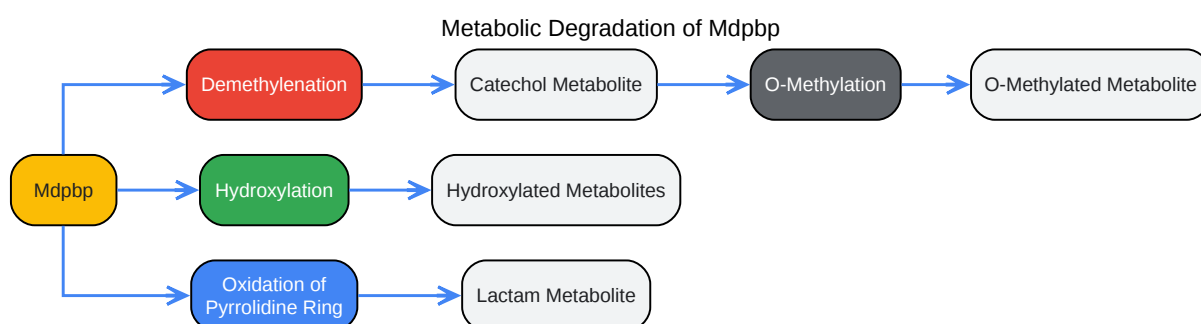 Metabolic Degradation of Mdpbp
Demethylenation
Catechol Metabolite
O-Methylation
O-Methylated Metabolite
Mdpbp
Hydroxylation
Hydroxylated Metabolites
Oxidation of
Pyrrolidine Ring
Lactam Metabolite